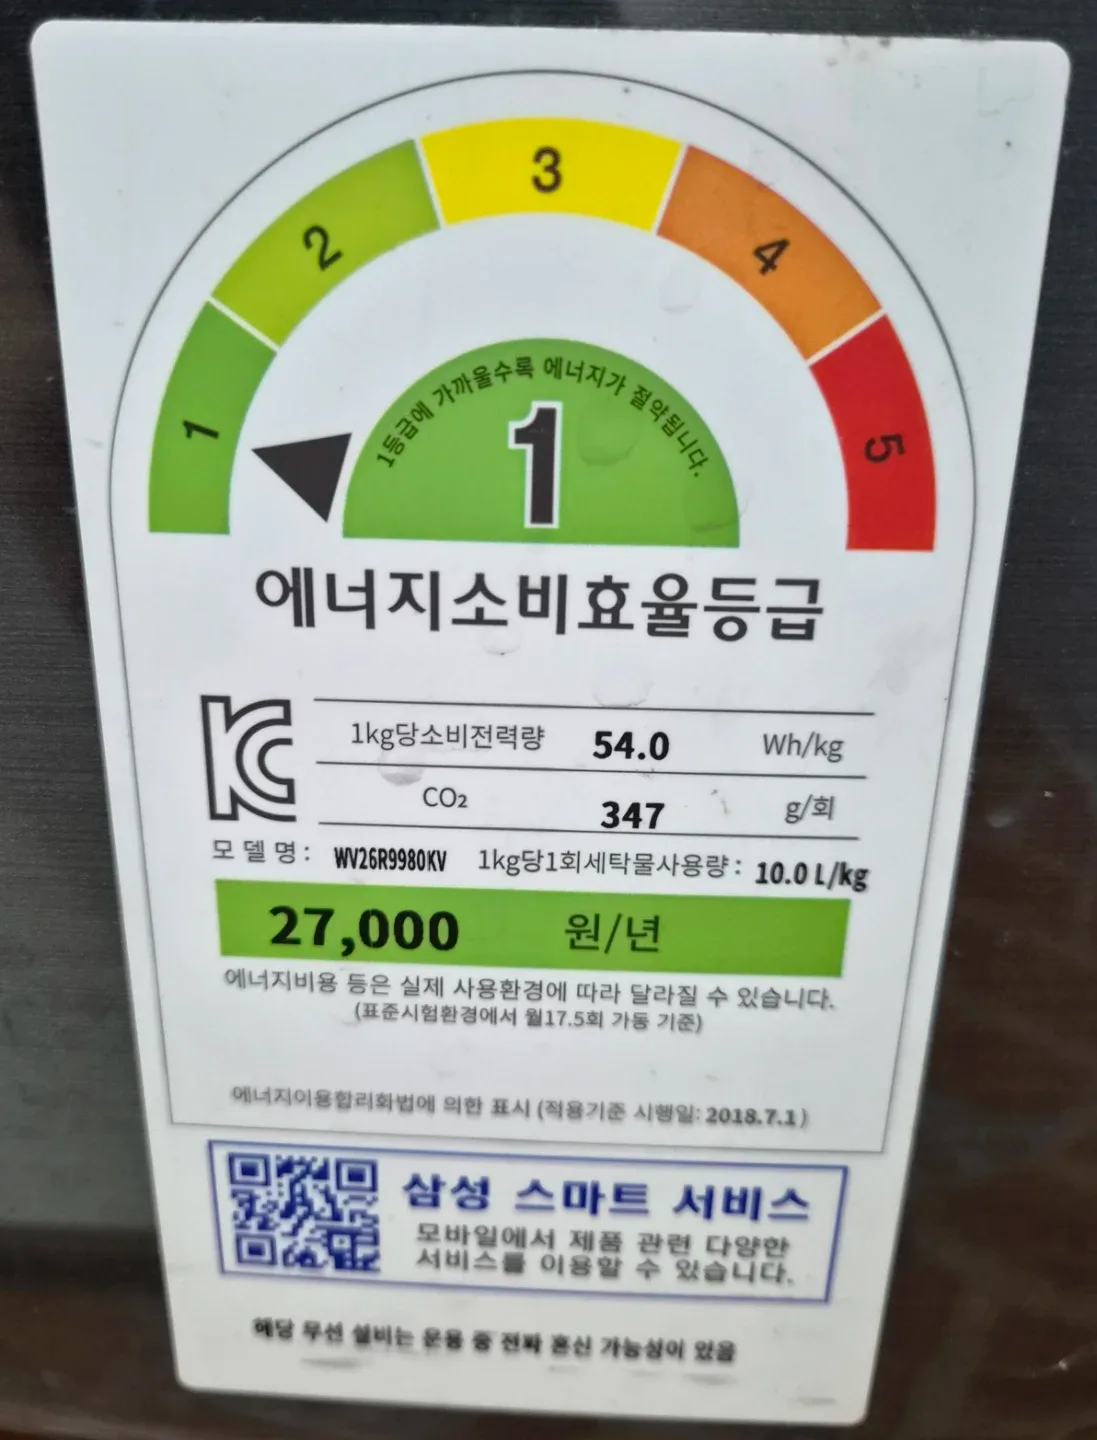 1
2
3
4
5
1등급에 가까울수록 에너지가 절약됩니다.
1
에너지소비효율등급
1kg당소비전력량 54.0 Wh/kg
CO₂ 347 g/회
모델명: WV26R9980KV 1kg당1회세탁물사용량: 10.0 L/kg
27,000 원/년
에너지비용 등은 실제 사용환경에 따라 달라질 수 있습니다.
(표준시험환경에서 월17.5회 가동 기준)
에너지이용합리화법에 의한 표시 (적용기준 시행일: 2018.7.1)
삼성 스마트 서비스
모바일에서 제품 관련 다양한
서비스를 이용할 수 있습니다.
해당 무선 설비는 운용 중 전파 혼신 가능성이 있음